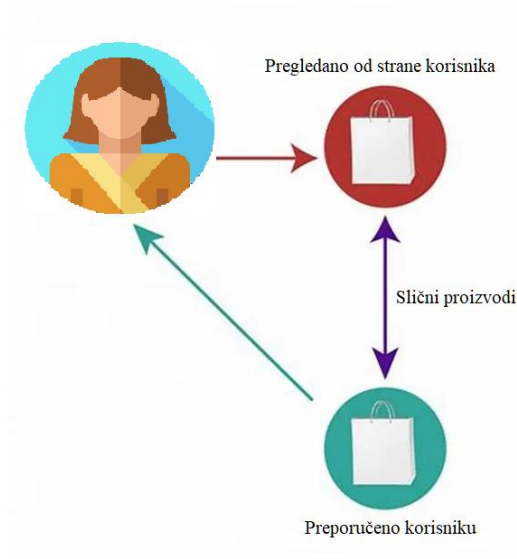 Pregledano od strane korisnika
Slični proizvodi
Preporučeno korisniku